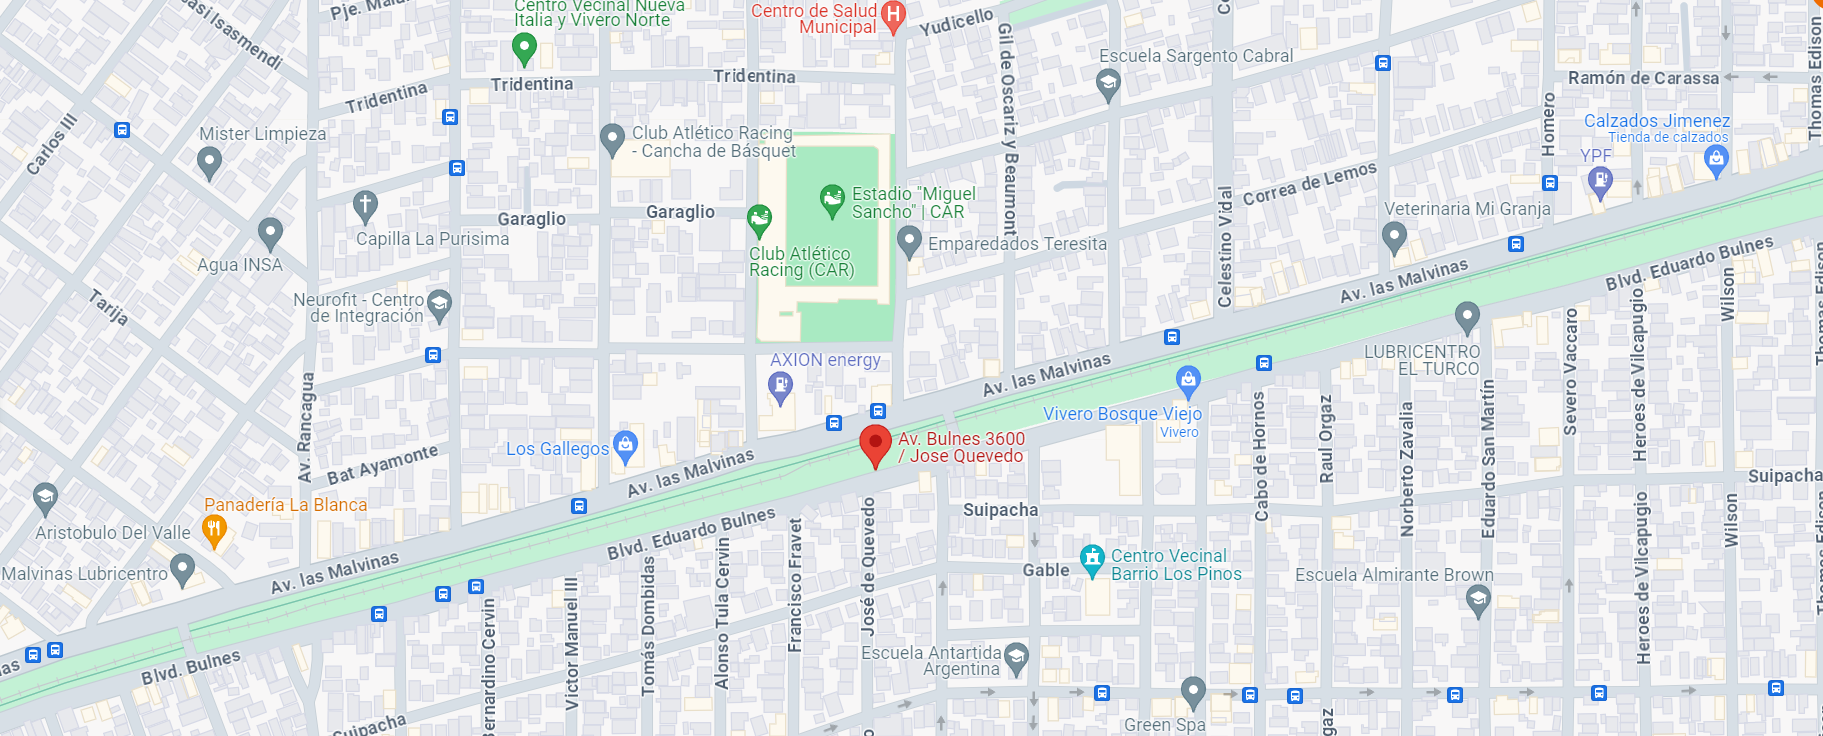 Pje. Malu
Centro Vecinal Nueva
Italia y Vivero Norte
Centro de Salud
Municipal
H
Yudicello
asi Isasmendi
Tridentina
Tridentina
Tridentina
Gil de Oscariz y Beaumont
Escuela Sargento Cabral
Ramón de Carassa
Thomas Edison
Carlos III
Mister Limpieza
Club Atlético Racing
- Cancha de Básquet
Homero
Calzados Jimenez
Tienda de calzados
YPF
Correa de Lemos
Estadio "Miguel
Sancho" | CAR
Garaglio
Garaglio
Capilla La Purisima
Veterinaria Mi Granja
Celestino Vidal
Emparedados Teresita
Club Atlético
Racing (CAR)
Agua INSA
Blvd. Eduardo Bulnes
Av. las Malvinas
Tarija
Neurofit - Centro
de Integración
Wilson
Heroes de Vilcapugio
Severo Vaccaro
Thomas Edison
LUBRICENTRO
EL TURCO
AXION energy
Av. las Malvinas
Av. Rancagua
Vivero Bosque Viejo
Vivero
Cabo de Hornos
Raul Orgaz
Norberto Zavalia
Eduardo San Martín
Los Gallegos
Av. Bulnes 3600
/ Jose Quevedo
Bat Ayamonte
Av. las Malvinas
Suipacha
Panadería La Blanca
Suipacha
Aristobulo Del Valle
Blvd. Eduardo Bulnes
José de Quevedo
Francisco Fravet
Alonso Tula Cervin
Tomás Dombidas
Victor Manuel III
Bernardino Cervin
Wilson
Heroes de Vilcapugio
Thomas Edison
Centro Vecinal
Barrio Los Pinos
Gable
Malvinas Lubricentro
Av. las Malvinas
Escuela Almirante Brown
Escuela Antartida
Argentina
nas
Blvd. Bulnes
Suipacha
Green Spa
gaz